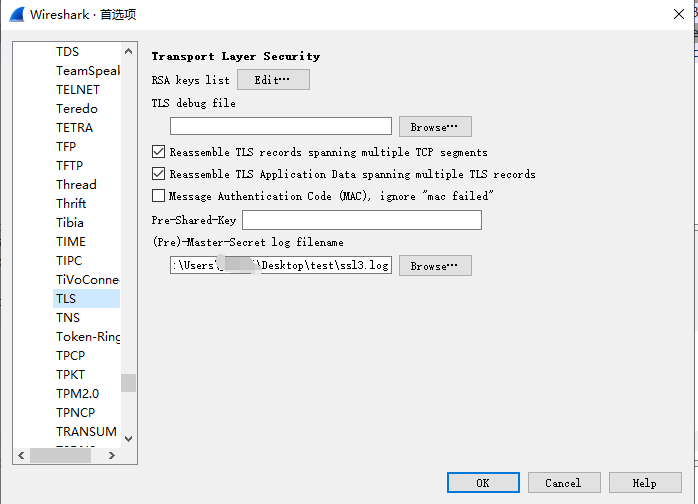 Wireshark · 首选项
TDS
TeamSpeak
TELNET
Teredo
TETRA
TFP
TFTP
Thread
Thrift
Tibia
TIME
TIPC
TiVoConne
TLS
TNS
Token-Ring
TPCP
TPKT
TPM2.0
TPNCP
TRANSUM
Transport Layer Security
RSA keys list Edit…
TLS debug file
Browse…
Reassemble TLS records spanning multiple TCP segments
Reassemble TLS Application Data spanning multiple TLS records
Message Authentication Code (MAC), ignore "mac failed"
Pre-Shared-Key
(Pre)-Master-Secret log filename
:\Users\ \Desktop\test\ssl3.log Browse…
OK Cancel Help